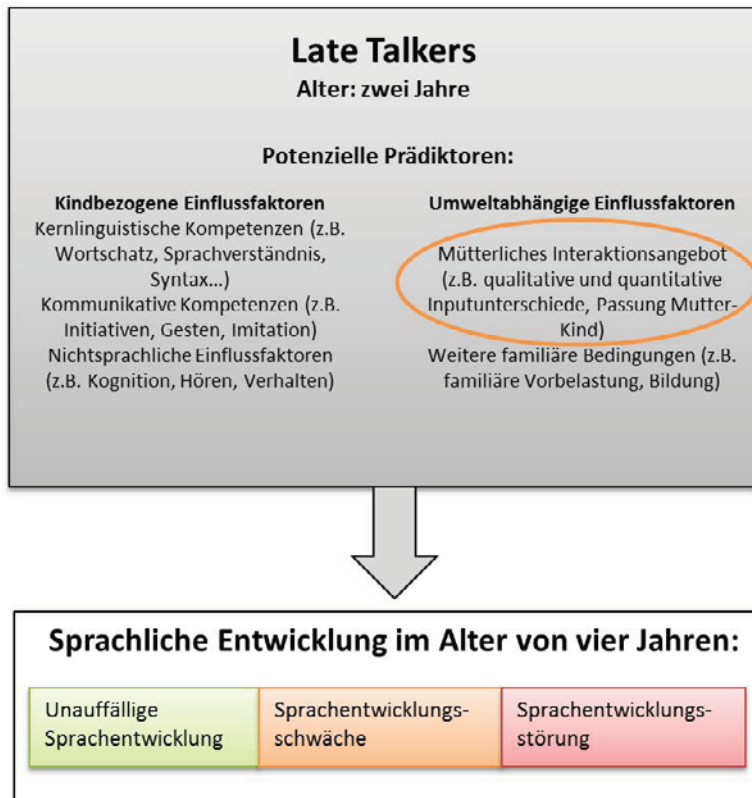 Late Talkers
Alter: zwei Jahre
Potenzielle Prädiktoren:
Kindbezogene Einflussfaktoren
Kernlinguistische Kompetenzen (z.B.
Wortschatz, Sprachverständnis,
Syntax...)
Kommunikative Kompetenzen (z.B.
Initiativen, Gesten, Imitation)
Nichtsprachliche Einflussfaktoren
(z.B. Kognition, Hören, Verhalten)
Umweltabhängige Einflussfaktoren
Mütterliches Interaktionsangebot
(z.B. qualitative und quantitative
Inputunterschiede, Passung Mutter-
Kind)
Weitere familiäre Bedingungen (z.B.
familiäre Vorbelastung, Bildung)
Sprachliche Entwicklung im Alter von vier Jahren:
Unauffällige
Sprachentwicklung
Sprachentwicklungs-
schwäche
Sprachentwicklungs-
störung